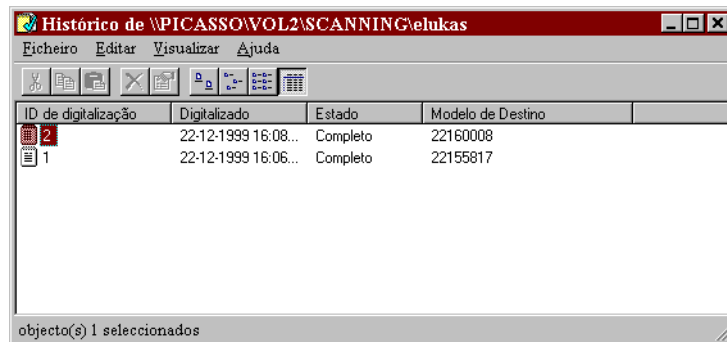 Histórico de \\PICASSO\VOL2\SCANNING\elukas
Ficheiro Editar Visualizar Ajuda
ID de digitalização Digitalizado Estado Modelo de Destino
2 22-12-1999 16:08... Completo 22160008
1 22-12-1999 16:06... Completo 22155817
objecto(s) 1 seleccionados